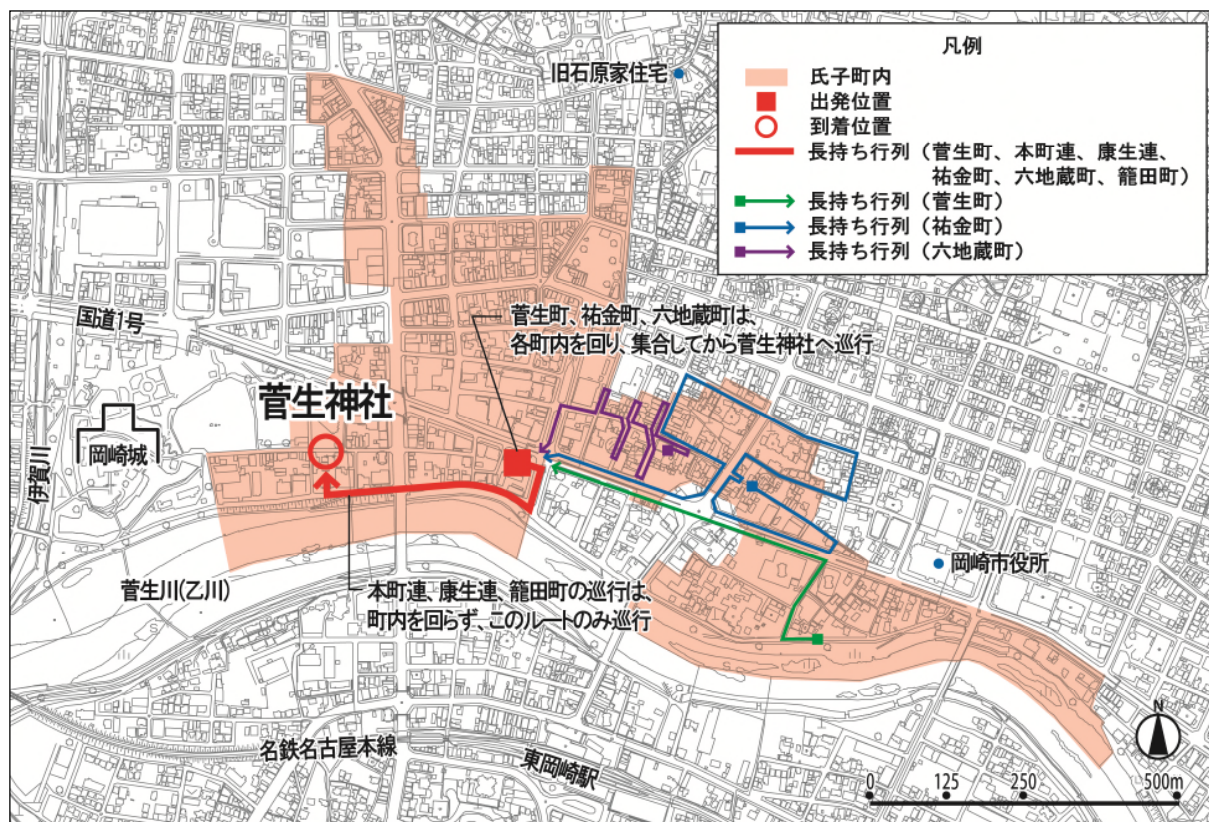 凡例
氏子町内
出発位置
到着位置
長持ち行列（菅生町、本町連、康生連、
祐金町、六地蔵町、籠田町）
長持ち行列（菅生町）
長持ち行列（祐金町）
長持ち行列（六地蔵町）
旧石原家住宅
国道1号
菅生町、祐金町、六地蔵町は、
各町内を回り、集合してから菅生神社へ巡行
菅生神社
岡崎城
伊賀川
岡崎市役所
菅生川(乙川)
本町連、康生連、籠田町の巡行は、
町内を回らず、このルートのみ巡行
名鉄名古屋本線
東岡崎駅
N
0 125 250 500m